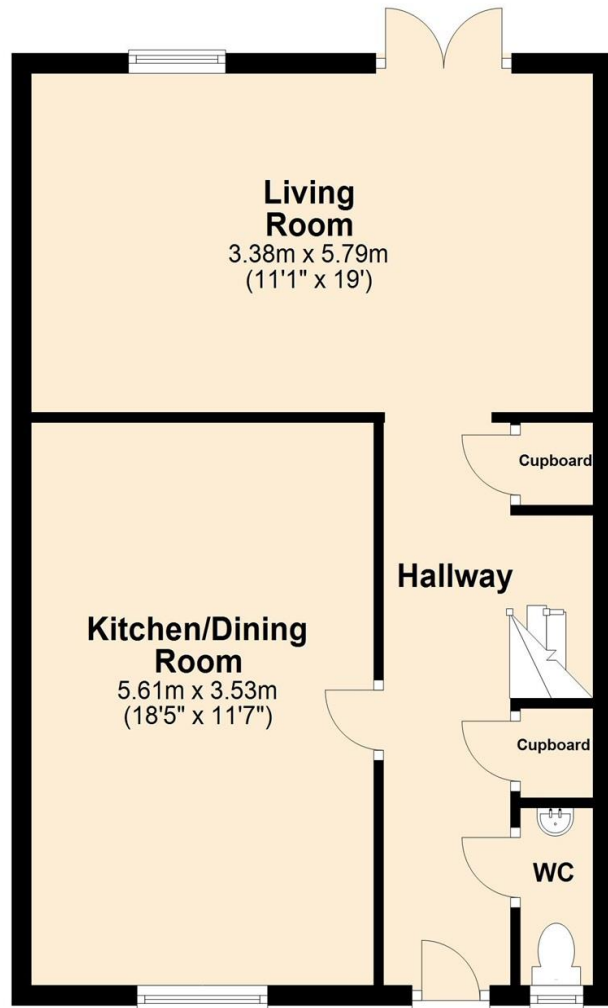 Living
Room
3.38m x 5.79m
(11'1" x 19')
Cupboard
Hallway
Kitchen/Dining
Room
5.61m x 3.53m
(18'5" x 11'7")
Cupboard
WC